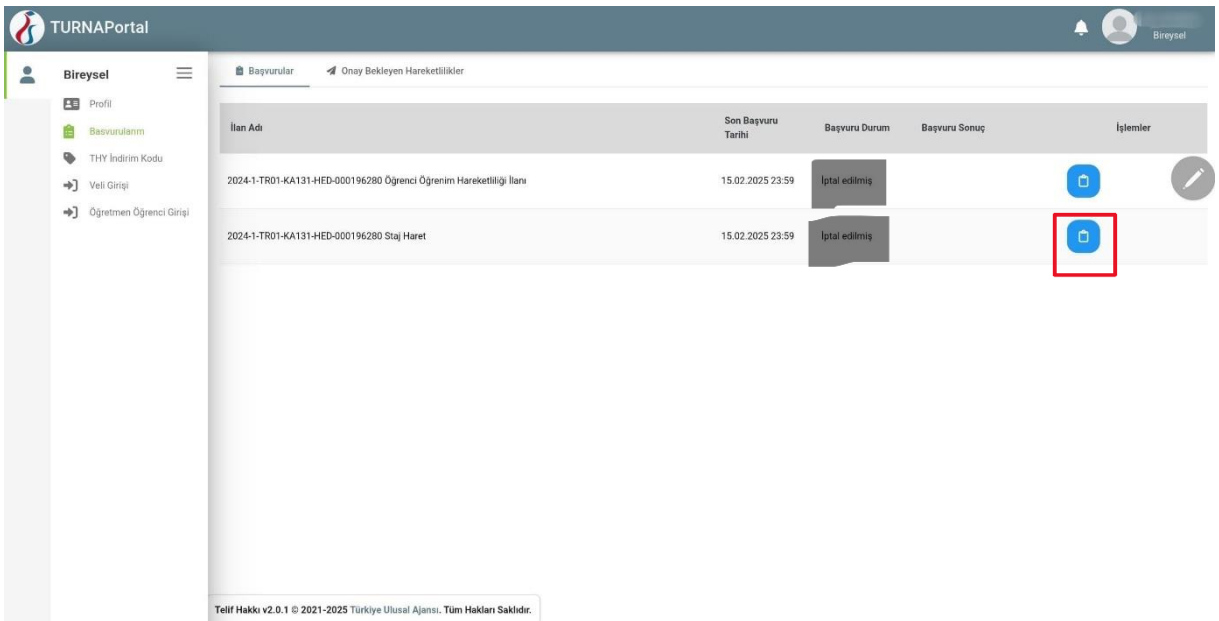 TURNAPortal
Bireysel
Bireysel
Profil
Basvurularım
THY İndirim Kodu
Veli Girişi
Öğretmen Öğrenci Girişi
Başvurular
Onay Bekleyen Hareketlilikler
İlan Adı
Son Başvuru
Tarihi
Başvuru Durum
Başvuru Sonuç
İşlemler
2024-1-TR01-KA131-HED-000196280 Öğrenci Öğrenim Hareketliliği İlanı
15.02.2025 23:59
İptal edilmiş
2024-1-TR01-KA131-HED-000196280 Staj Haret
15.02.2025 23:59
İptal edilmiş
Telif Hakkı v2.0.1 © 2021-2025 Türkiye Ulusal Ajansı. Tüm Hakları Saklıdır.